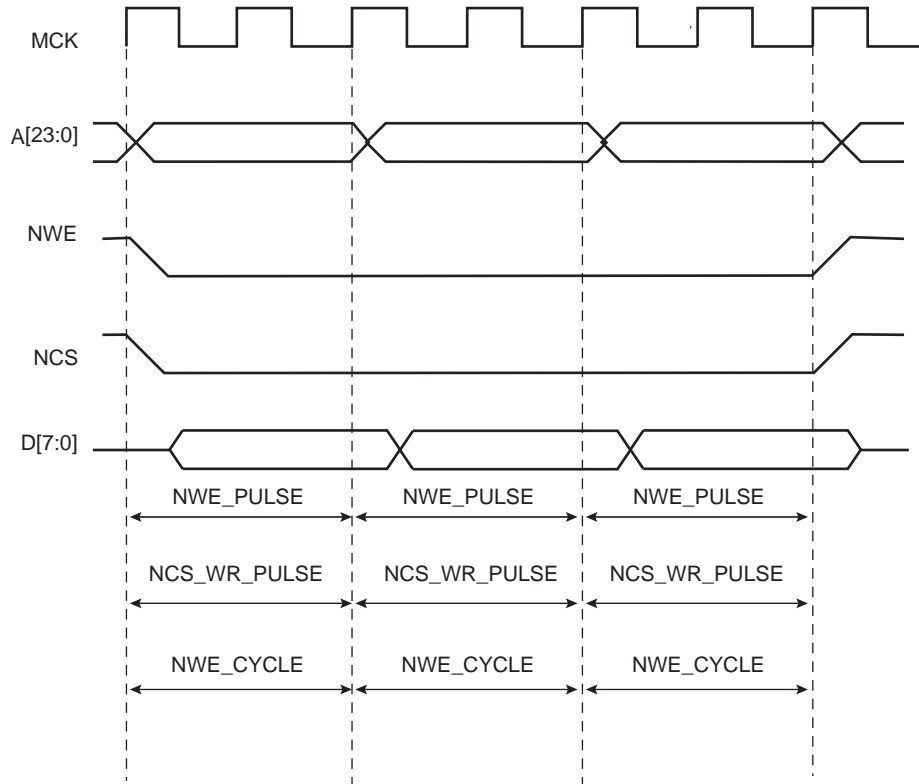 MCK
A[23:0]
NWE
NCS
D[7:0]
NWE_PULSE NWE_PULSE NWE_PULSE
NCS_WR_PULSE NCS_WR_PULSE NCS_WR_PULSE
NWE_CYCLE NWE_CYCLE NWE_CYCLE